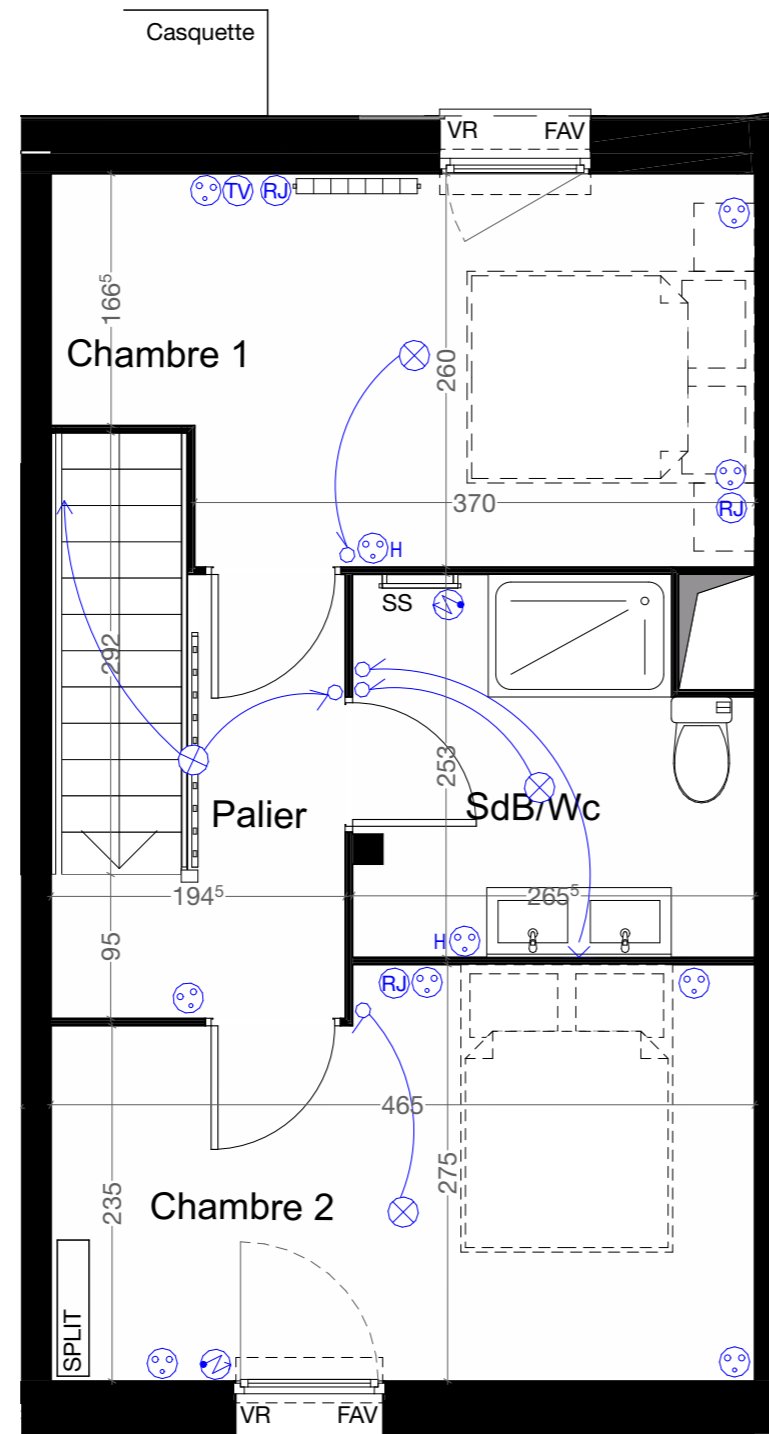 Casquette
VR FAV
TV RJ
166⁵
Chambre 1
260
370
RJ
H
SS
292
253
Palier
SdB/Wc
194⁵
265⁵
95
H
RJ
465
275
235
Chambre 2
SPLIT
VR FAV